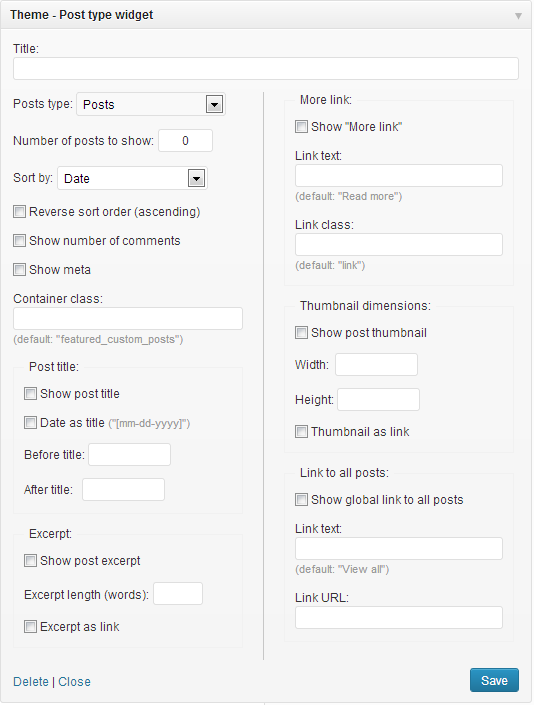 Theme - Post type widget
Title:
Posts type: Posts
Number of posts to show: 0
Sort by: Date
Reverse sort order (ascending)
Show number of comments
Show meta
Container class:
(default: "featured_custom_posts")
Post title:
Show post title
Date as title ("[mm-dd-yyyy]")
Before title:
After title:
Excerpt:
Show post excerpt
Excerpt length (words):
Excerpt as link
More link:
Show "More link"
Link text:
(default: "Read more")
Link class:
(default: "link")
Thumbnail dimensions:
Show post thumbnail
Width:
Height:
Thumbnail as link
Link to all posts:
Show global link to all posts
Link text:
(default: "View all")
Link URL:
Delete | Close
Save